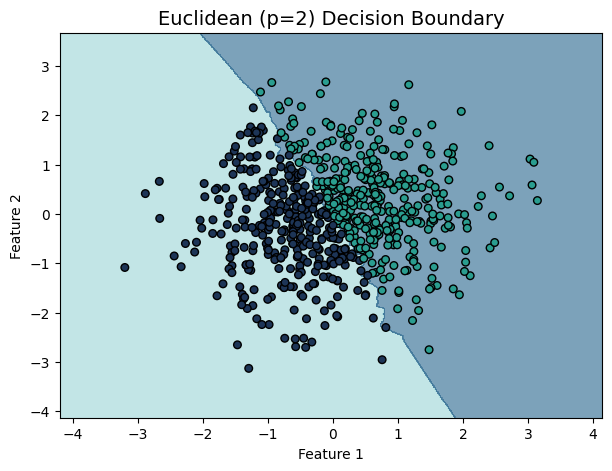 Euclidean (p=2) Decision Boundary
Feature 2
3
2
1
0
−1
−2
−3
−4
−4 −3 −2 −1 0 1 2 3 4
Feature 1